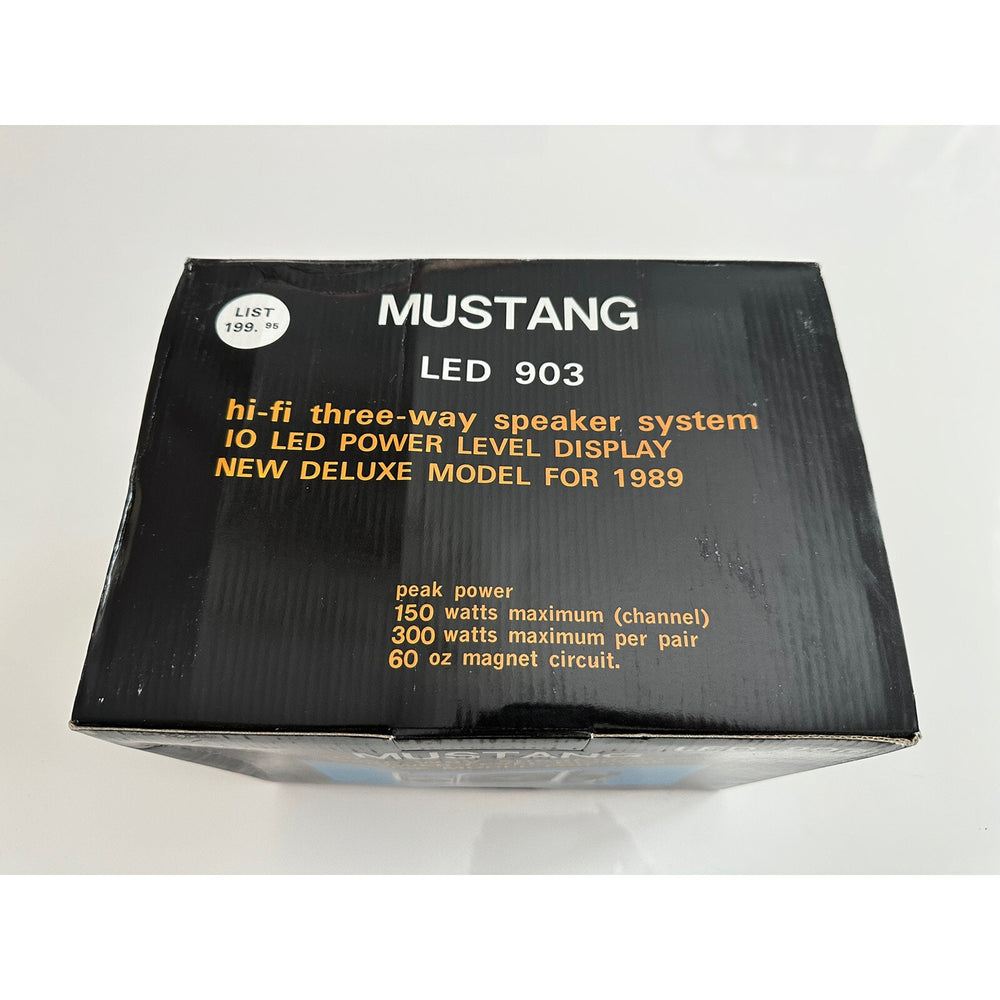 LIST
199.95
MUSTANG
LED 903
hi-fi three-way speaker system
10 LED POWER LEVEL DISPLAY
NEW DELUXE MODEL FOR 1989
peak power
150 watts maximum (channel)
300 watts maximum per pair
60 oz magnet circuit.
MUSTANG